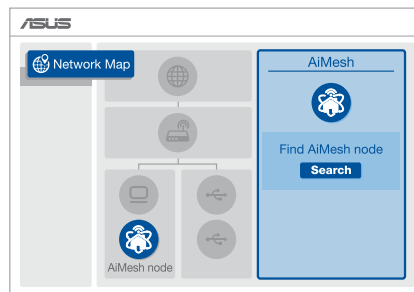 ASUS
Network Map
AiMesh
Find AiMesh node
Search
AiMesh node